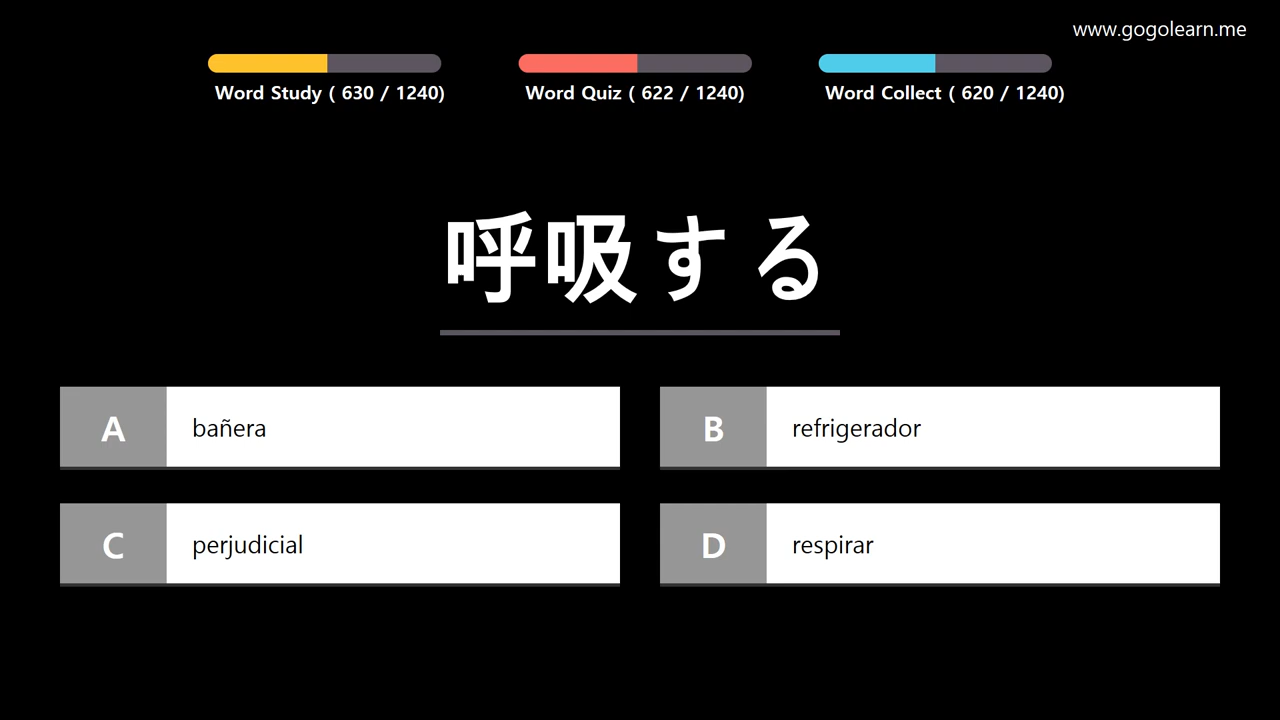 www.gogolearn.me
Word Study ( 630 / 1240)
Word Quiz ( 622 / 1240)
Word Collect ( 620 / 1240)
呼吸する
A bañera
B refrigerador
C perjudicial
D respirar